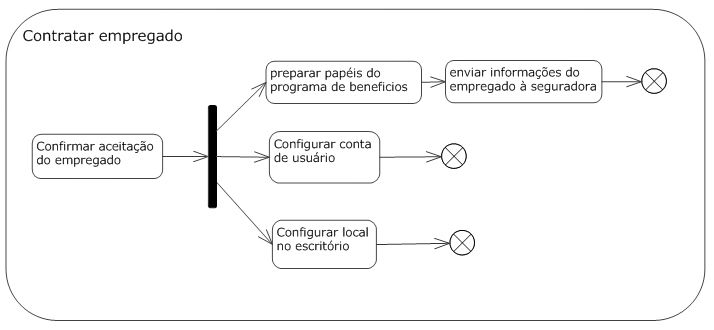 Contratar empregado
preparar papéis do
programa de beneficios
enviar informações do
empregado à seguradora
Confirmar aceitação
do empregado
Configurar conta
de usuário
Configurar local
no escritório